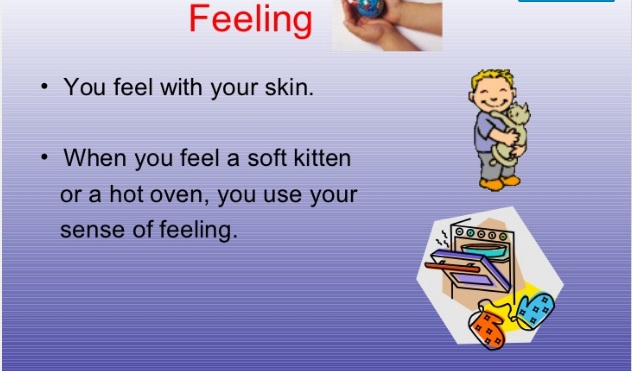 Feeling
• You feel with your skin.
• When you feel a soft kitten
or a hot oven, you use your
sense of feeling.